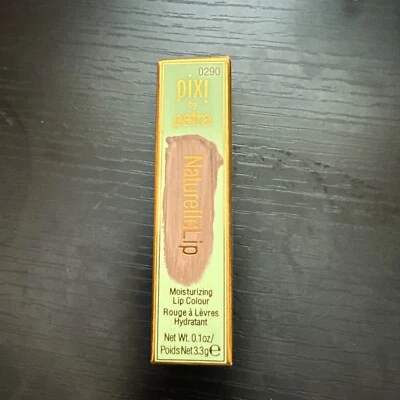 0290
pixi
by
petra
NaturelleLip
Moisturizing
Lip Colour
Rouge à Lèvres
Hydratant
Net Wt. 0.1oz/
Poids Net 3.3g e